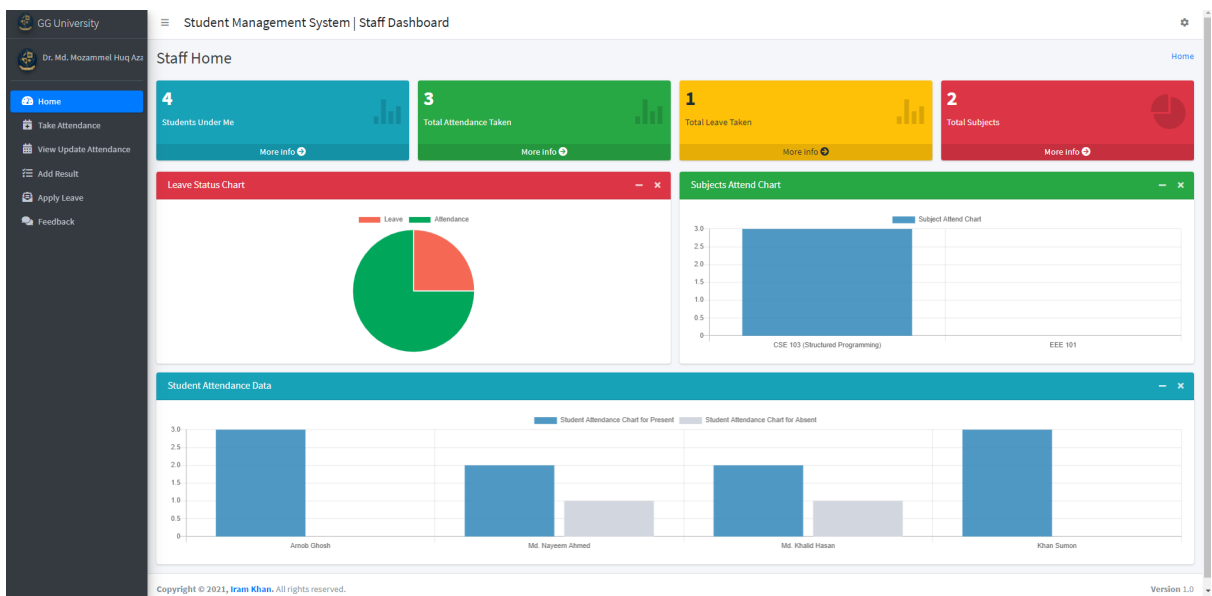 GG University
Student Management System | Staff Dashboard
Dr. Md. Mozammel Huq Aza
Staff Home
Home
Home
Take Attendance
View Update Attendance
Add Result
Apply Leave
Feedback
4
Students Under Me
More info
3
Total Attendance Taken
More info
1
Total Leave Taken
More info
2
Total Subjects
More info
Leave Status Chart
Leave Attendance
Subjects Attend Chart
Subject Attend Chart
3.0
2.5
2.0
1.5
1.0
0.5
0
CSE 103 (Structured Programming) EEE 101
Student Attendance Data
Student Attendance Chart for Present Student Attendance Chart for Absent
3.0
2.5
2.0
1.5
1.0
0.5
0
Arnob Ghosh Md. Nayeem Ahmed Md. Khalid Hasan Khan Sumon
Copyright © 2021, Iram Khan. All rights reserved.
Version 1.0